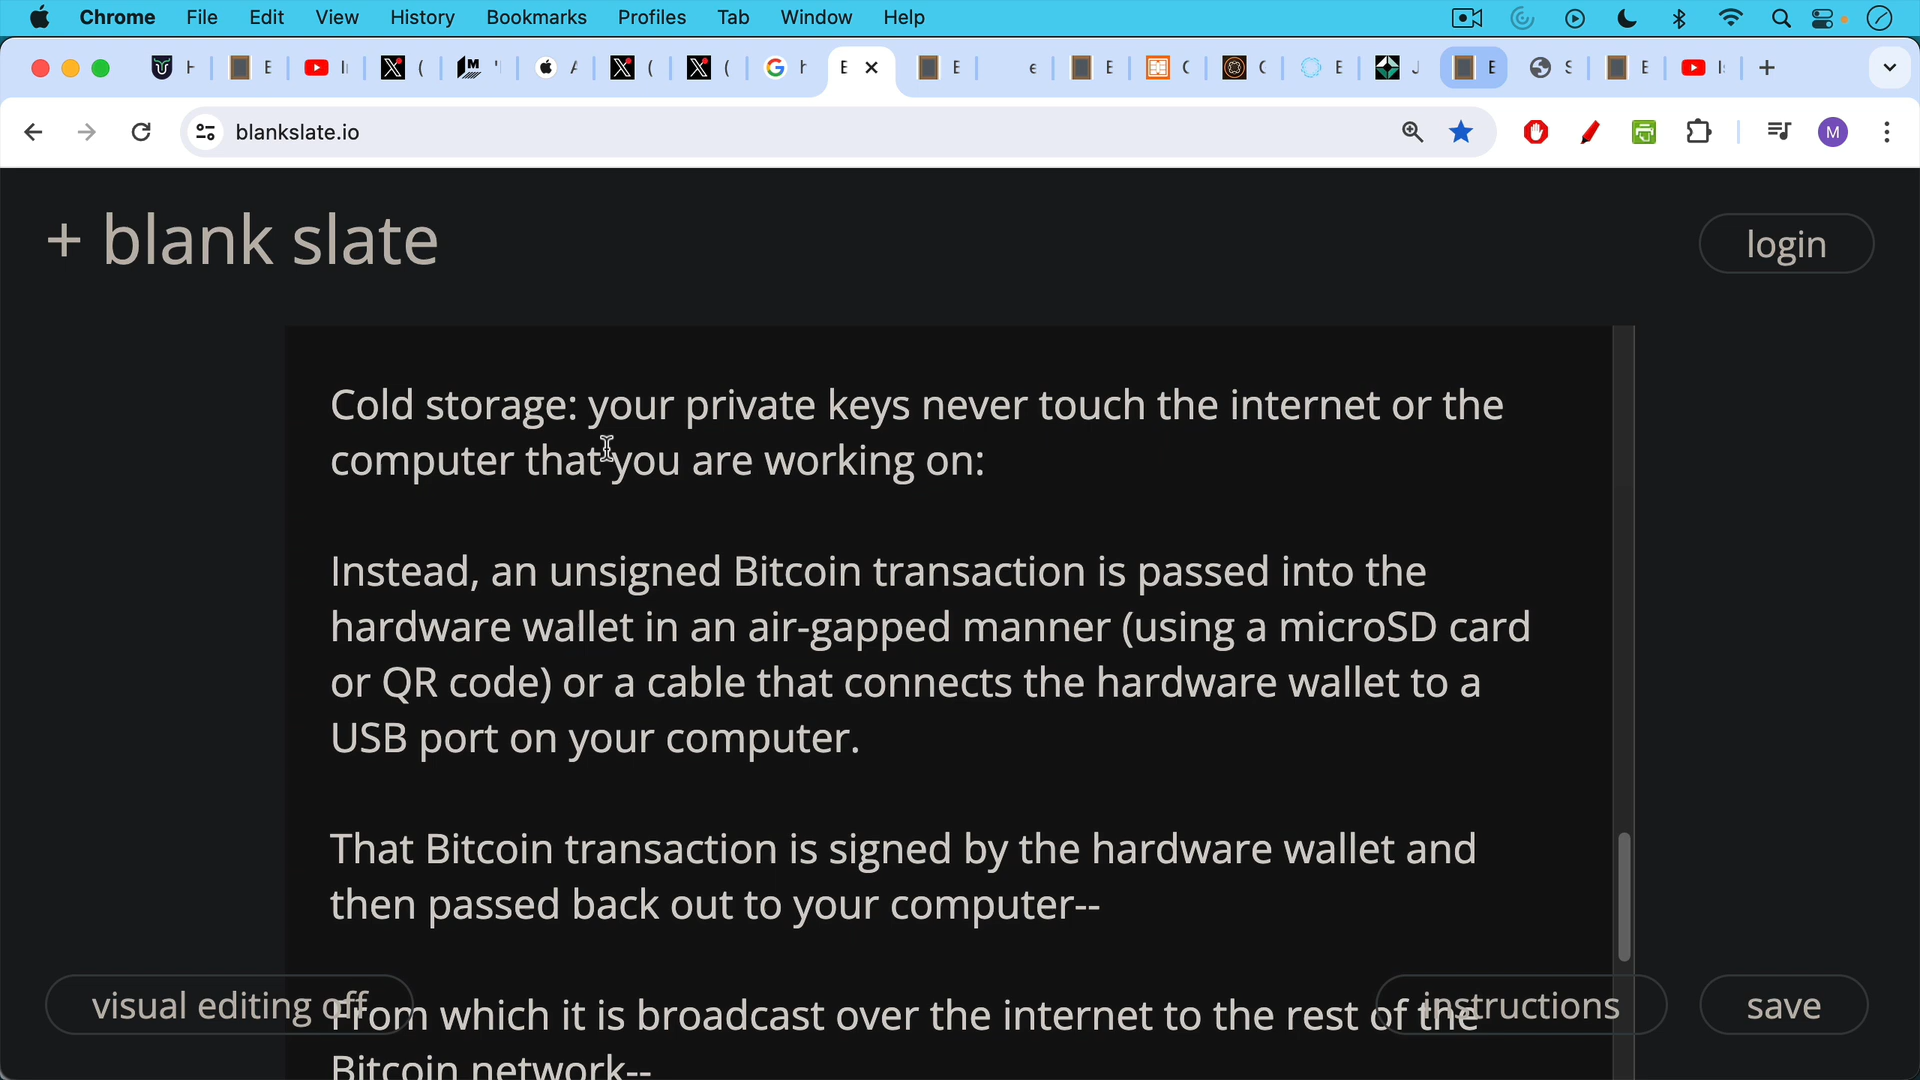 Chrome File Edit View History Bookmarks Profiles Tab Window Help
blankslate.io
M
+ blank slate
login
Cold storage: your private keys never touch the internet or the
computer that you are working on:
Instead, an unsigned Bitcoin transaction is passed into the
hardware wallet in an air-gapped manner (using a microSD card
or QR code) or a cable that connects the hardware wallet to a
USB port on your computer.
That Bitcoin transaction is signed by the hardware wallet and
then passed back out to your computer--
From which it is broadcast over the internet to the rest of the
Bitcoin network--
visual editing off
instructions
save